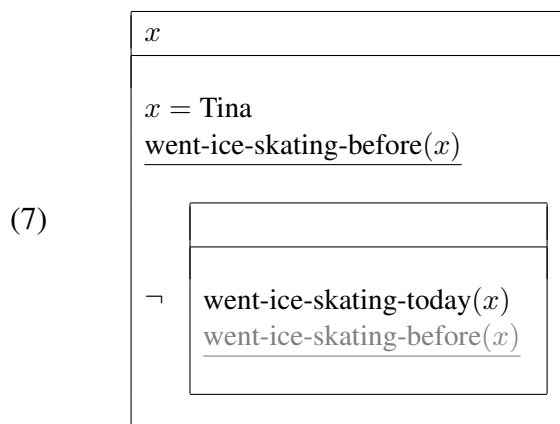 x
x = Tina
went-ice-skating-before(x)
(7)
¬ went-ice-skating-today(x)
went-ice-skating-before(x)